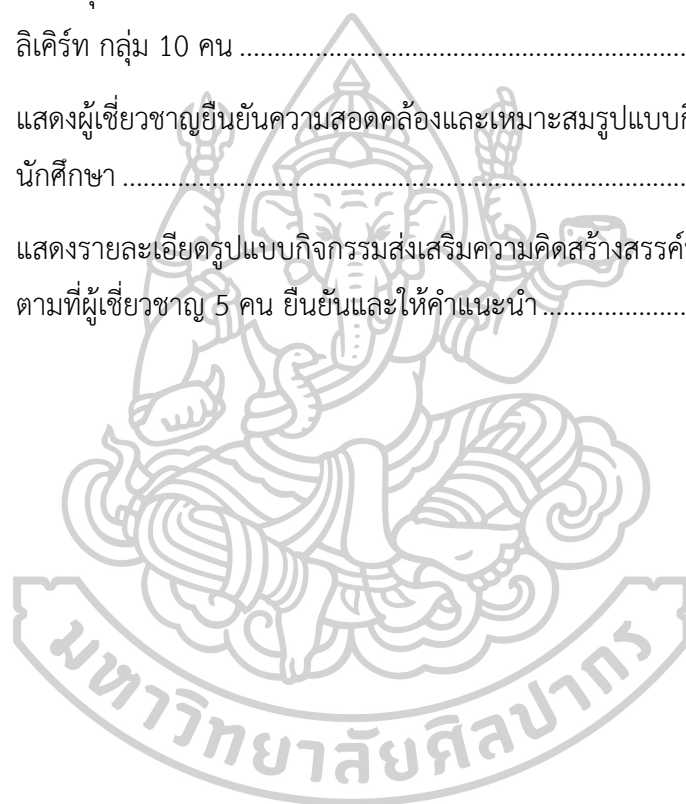 ลิเคิร์ท กลุ่ม 10 คน ................................................................
แสดงผู้เชี่ยวชาญยืนยันความสอดคล้องและเหมาะสมรูปแบบ
นักศึกษา ................................................................
แสดงรายละเอียดรูปแบบกิจกรรมส่งเสริมความคิดสร้างสรรค์
ตามที่ผู้เชี่ยวชาญ 5 คน ยืนยันและให้คำแนะนำ .....................
มหาวิทยาลัยศิลปากร